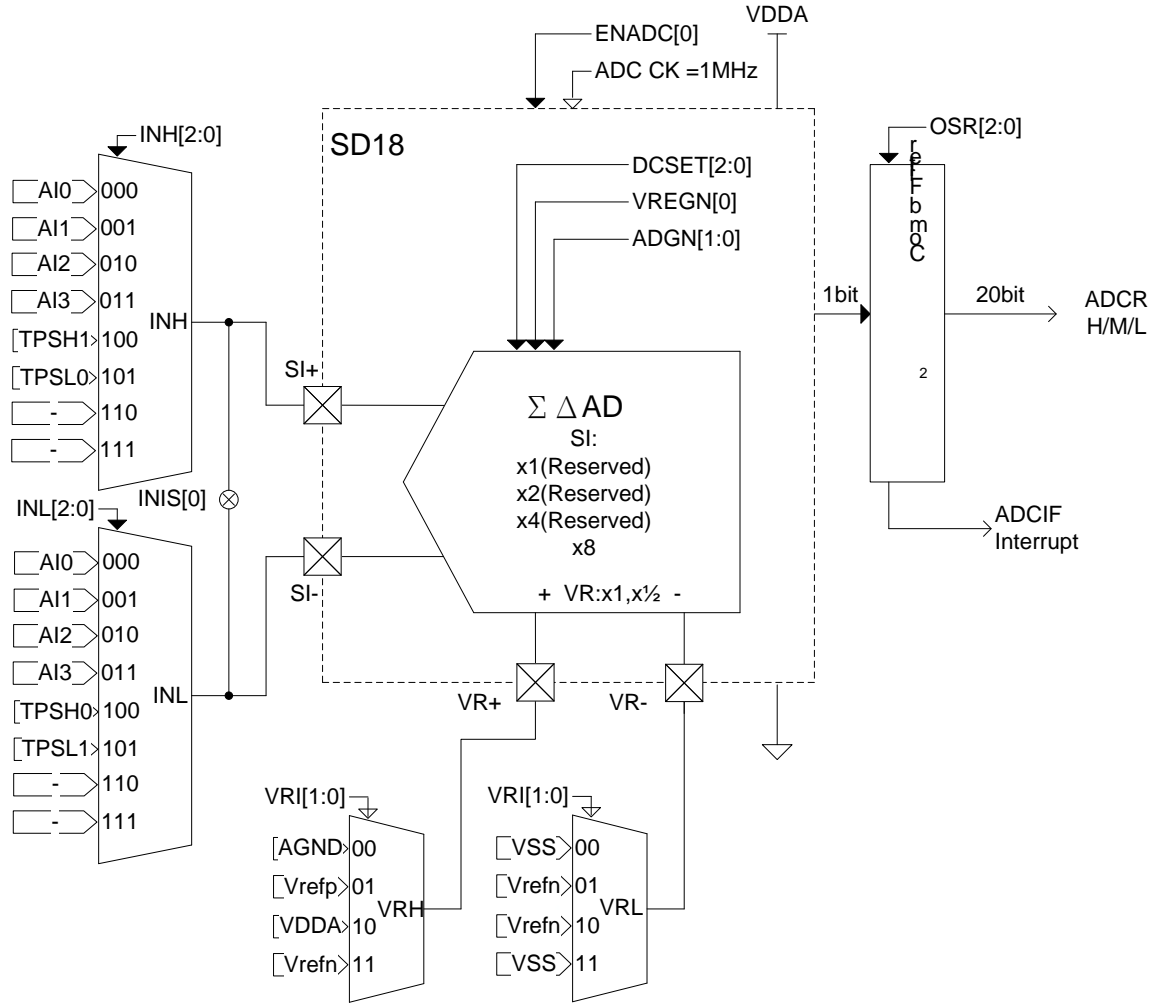 VDDA
ENADC[0]
ADC CK =1MHz
SD18
INH[2:0]
AI0 000
AI1 001
AI2 010
AI3 011
TPSH1 100
TPSL0 101
- 110
- 111
INH
INIS[0]
INL[2:0]
AI0 000
AI1 001
AI2 010
AI3 011
TPSH0 100
TPSL1 101
- 110
- 111
INL
DCSET[2:0]
VREGN[0]
ADGN[1:0]
SI+
SI-
Σ Δ AD
SI:
x1(Reserved)
x2(Reserved)
x4(Reserved)
x8
+ VR:x1,x½ -
VR+
VR-
VRI[1:0]
AGND 00
Vrefp 01
VDDA 10
Vrefn 11
VRH
VRI[1:0]
VSS 00
Vrefn 01
Vrefn 10
VSS 11
VRL
OSR[2:0]
1bit
Comb Filter
2
20bit
ADCR
H/M/L
ADCIF
Interrupt